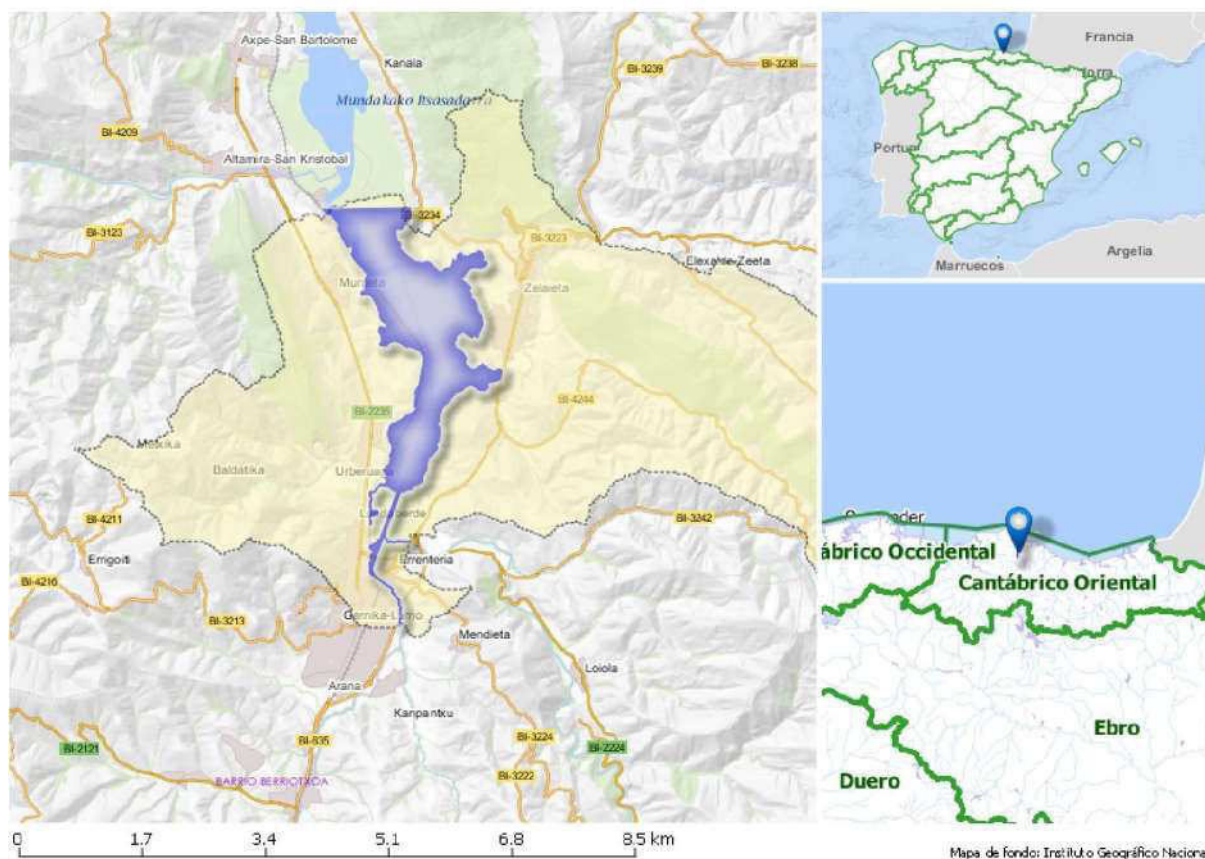 Axpe-San Bartolome
Kanala
BI-3239
BI-3238
Mundakako Itsasadarra
BI-4209
Altamira-San Kristobal
BI-3234
BI-3123
BI-3223
Elexalde-Zeeta
Murueta
Zelaieta
BI-4244
BI-2235
Metxika
Baldatika
Urberuaga
BI-4211
BI-3242
Errigoiti
Errenteria
BI-4216
Gernika-Lumo
BI-3213
Mendieta
Loiola
Arana
Kanpantxu
BI-635
BI-2121
BI-3224
BI-2224
BI-3222
BARRIO BERRIOTXOA
0 1.7 3.4 5.1 6.8 8.5 km
Francia
Portugal
Argelia
Marruecos
ábrico Occidental
Cantábrico Oriental
Ebro
Duero
Mapa de fondo: Instituto Geográfico Naciona